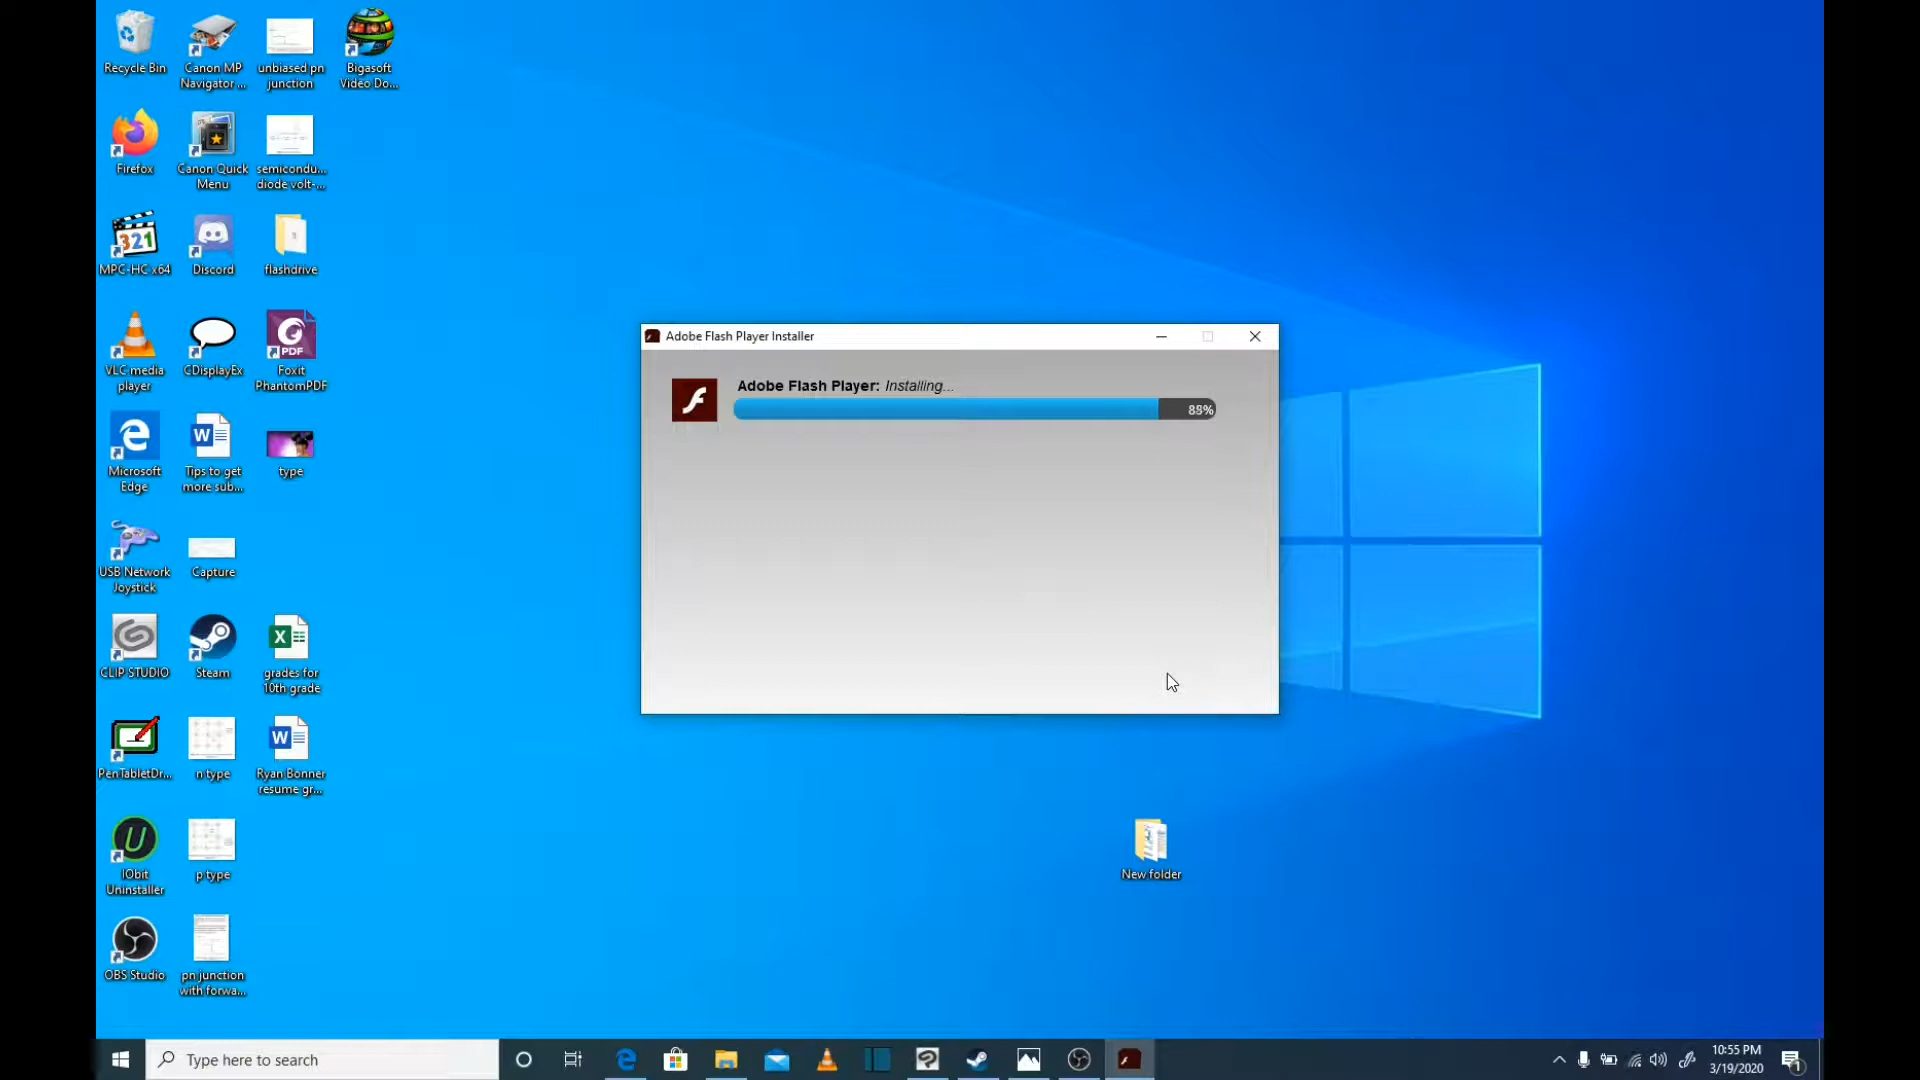 Recycle Bin
Canon MP
Navigator ...
unbiased pn
junction
Bigasoft
Video Do...
Firefox
Canon Quick
Menu
semicondu...
diode volt-...
321
MPC-HC x64
Discord
flashdrive
VLC media
player
CDisplayEx
PDF
Foxit
PhantomPDF
Microsoft
Edge
W
Tips to get
more sub...
type
USB Network
Joystick
Capture
CLIP STUDIO
Steam
X
grades for
10th grade
PenTabletDr...
n type
W
Ryan Bonner
resume gr...
U
IObit
Uninstaller
p type
OBS Studio
pn junction
with forwa...
Adobe Flash Player Installer
Adobe Flash Player: Installing...
88%
New folder
Type here to search
10:55 PM
3/19/2020
1